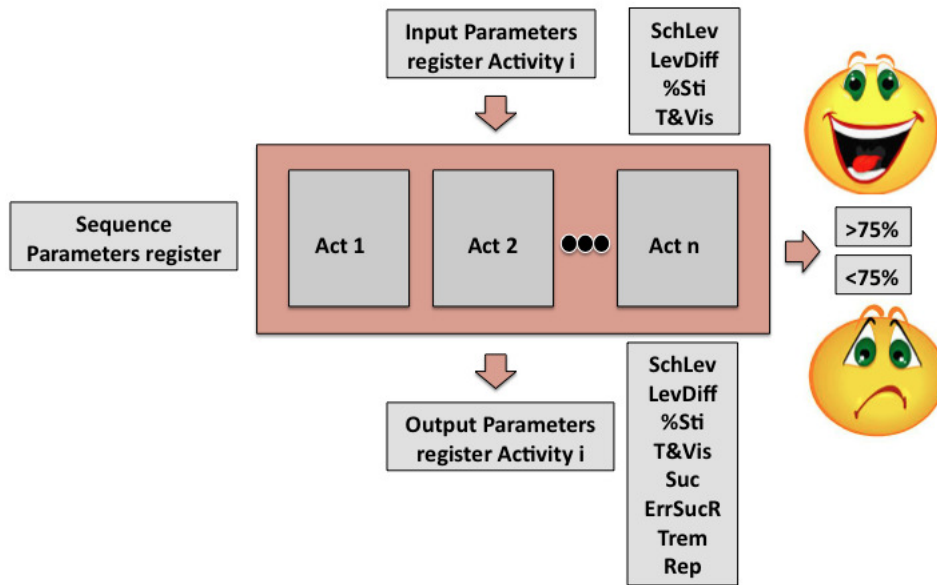 Input Parameters
register Activity i
SchLev
LevDiff
%Sti
T&Vis
Sequence
Parameters register
Act 1
Act 2
Act n
>75%
<75%
Output Parameters
register Activity i
SchLev
LevDiff
%Sti
T&Vis
Suc
ErrSucR
Trem
Rep